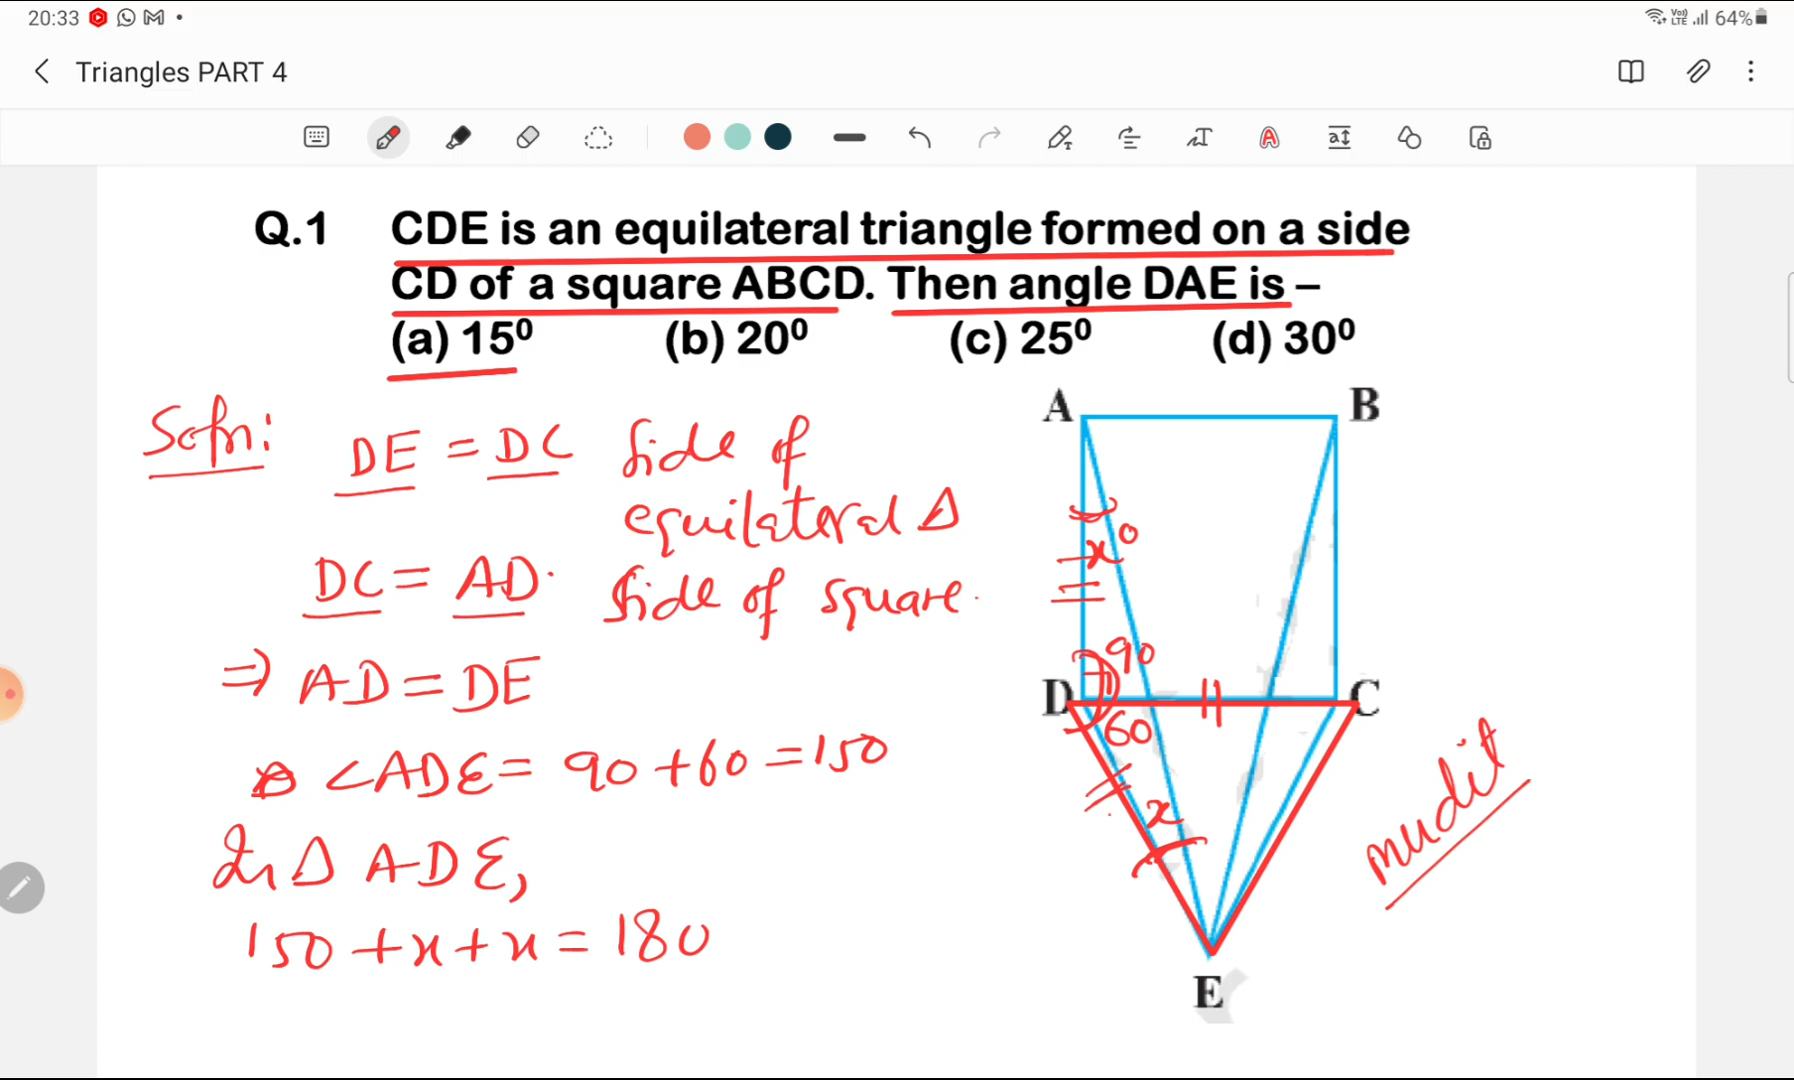 20:33
64%
Triangles PART 4
Q.1 CDE is an equilateral triangle formed on a side
CD of a square ABCD. Then angle DAE is –
(a) 15⁰ (b) 20⁰ (c) 25⁰ (d) 30⁰
Soln:
DE = DC side of
equilateral Δ
DC = AD. side of square.
⇒ AD = DE
∠ADE = 90 + 60 = 150
In Δ ADE,
150 + x + x = 180
A B
x⁰
90
D C
60
x
E
mudit